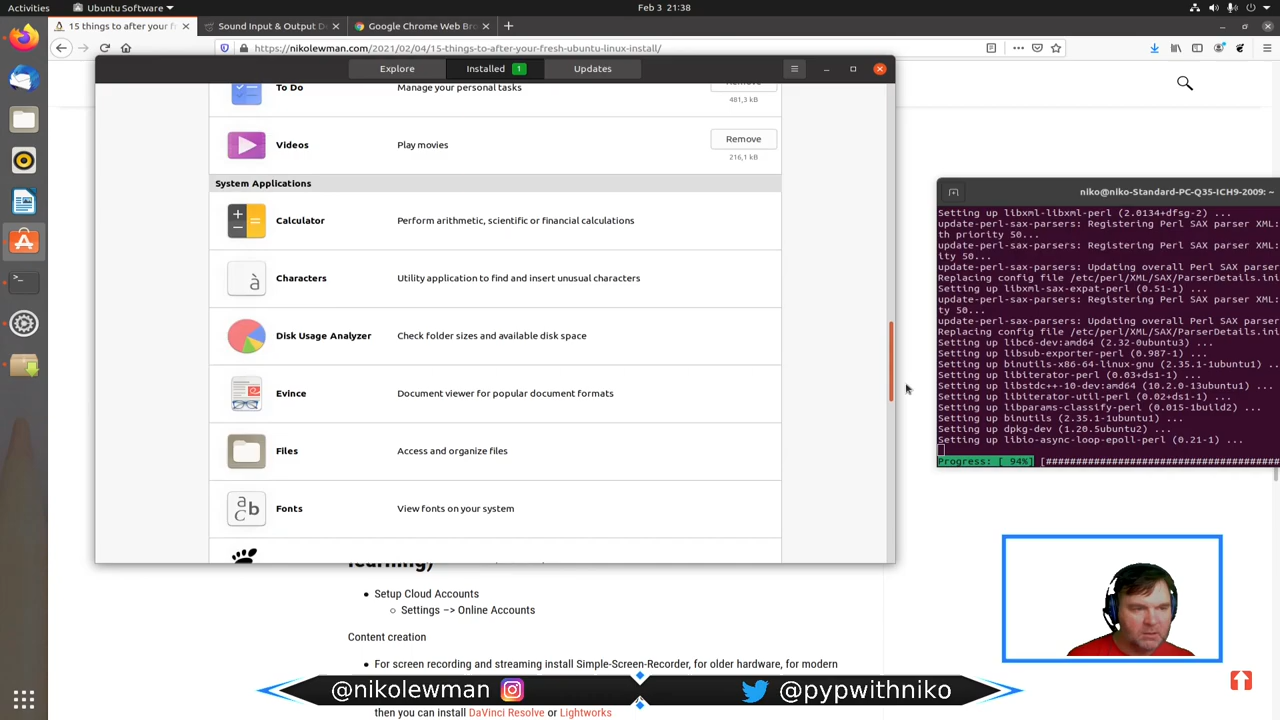 Activities
Ubuntu Software
Feb 3 21:38
15 things to after your f
Sound Input & Output D
Google Chrome Web Br
https://nikolewman.com/2021/02/04/15-things-to-after-your-fresh-ubuntu-linux-install/
Explore
Installed 1
Updates
To Do
Manage your personal tasks
481,3 kB
Videos
Play movies
Remove
216,1 kB
System Applications
Calculator
Perform arithmetic, scientific or financial calculations
Characters
Utility application to find and insert unusual characters
Disk Usage Analyzer
Check folder sizes and available disk space
Evince
Document viewer for popular document formats
Files
Access and organize files
Fonts
View fonts on your system
niko@niko-Standard-PC-Q35-ICH9-2009: ~
Setting up libxml-libxml-perl (2.0134+dfsg-2) ...
update-perl-sax-parsers: Registering Perl SAX parser XML:
th priority 50...
update-perl-sax-parsers: Registering Perl SAX parser XML:
ity 50...
update-perl-sax-parsers: Updating overall Perl SAX parser
Replacing config file /etc/perl/XML/SAX/ParserDetails.ini
Setting up libxml-sax-expat-perl (0.51-1) ...
update-perl-sax-parsers: Registering Perl SAX parser XML:
ty 50...
update-perl-sax-parsers: Updating overall Perl SAX parser
Replacing config file /etc/perl/XML/SAX/ParserDetails.ini
Setting up libc6-dev:amd64 (2.32-0ubuntu3) ...
Setting up libsub-exporter-perl (0.987-1) ...
Setting up binutils-x86-64-linux-gnu (2.35.1-1ubuntu1) ..
Setting up libiterator-perl (0.03+ds1-1) ...
Setting up libstdc++-10-dev:amd64 (10.2.0-13ubuntu1) ...
Setting up libiterator-util-perl (0.02+ds1-1) ...
Setting up libparams-classify-perl (0.015-1build2) ...
Setting up binutils (2.35.1-1ubuntu1) ...
Setting up dpkg-dev (1.20.5ubuntu2) ...
Setting up libio-async-loop-epoll-perl (0.21-1) ...
Progress: [ 94%] [###############################
learning)
Setup Cloud Accounts
Settings –> Online Accounts
Content creation
For screen recording and streaming install Simple-Screen-Recorder, for older hardware, for modern
@nikolewman
@pypwithniko
then you can install DaVinci Resolve or Lightworks